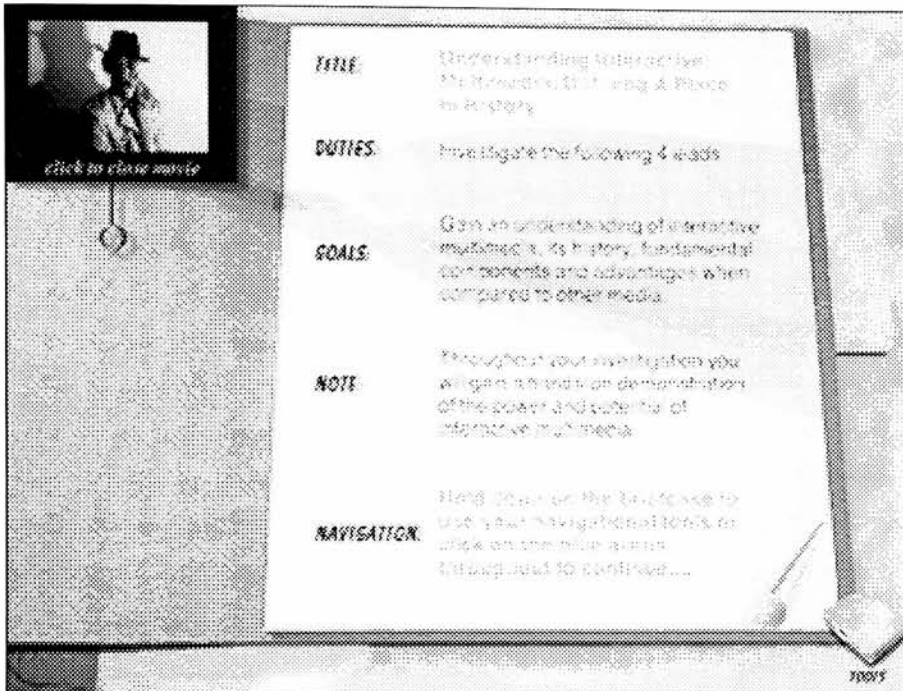 click to close movie
TITLE:
Understanding Interactive
Multimedia: A Place
In History
DUTIES:
Investigate the following 4 leads
GOALS:
Gain an understanding of interactive
multimedia, its history, fundamental
components and advantages when
compared to other media.
NOTE:
Throughout your investigation you
will gain a hands on demonstration
of the power and potential of
interactive multimedia
NAVIGATION:
Hold down on the briefcase to
use your navigational tools or
click on the blue
throughout to continue....
TOOLS